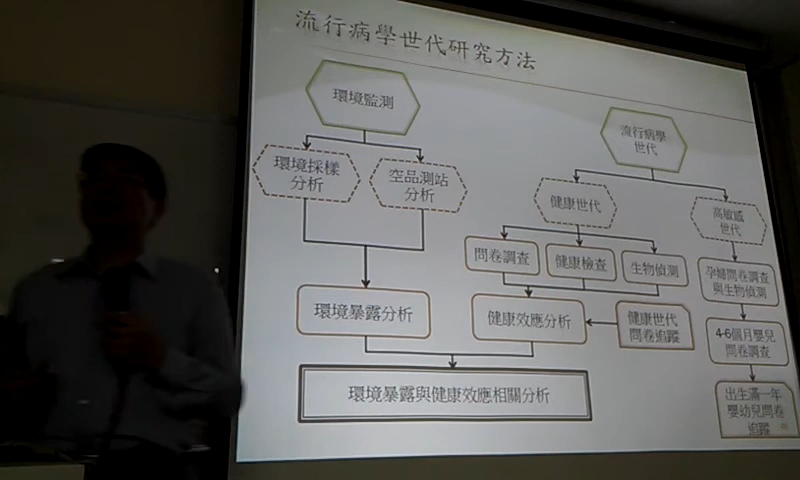 流行病學世代研究方法
環境監測
流行病學
世代
環境採樣
分析
空品測站
分析
健康世代
高敏感
世代
問卷調查
健康檢查
生物偵測
孕婦問卷調查
與生物偵測
環境暴露分析
健康效應分析
健康世代
問卷追蹤
4-6個月嬰兒
問卷調查
環境暴露與健康效應相關分析
出生滿一年
嬰幼兒問卷
追蹤